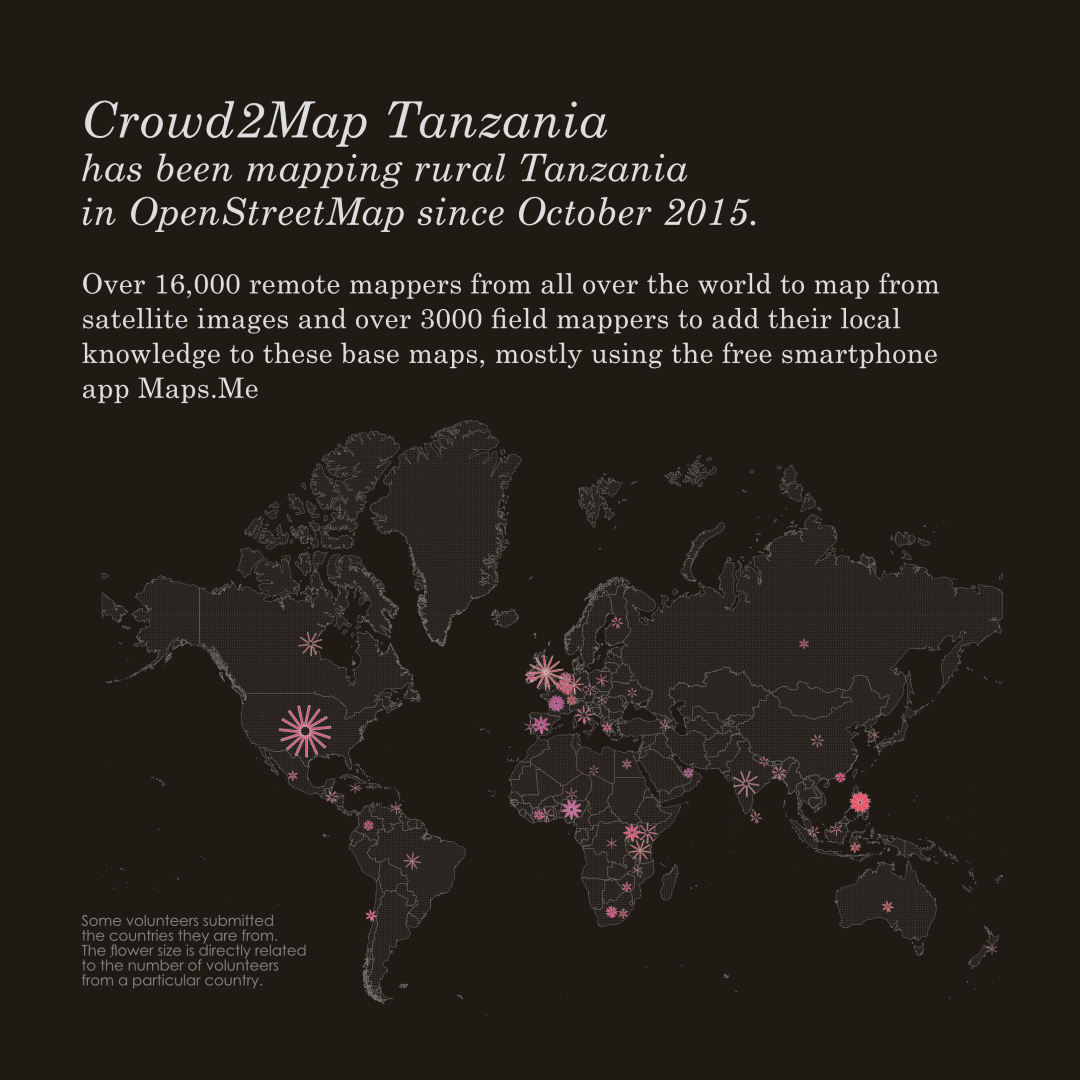 Crowd2Map Tanzania
has been mapping rural Tanzania
in OpenStreetMap since October 2015.
Over 16,000 remote mappers from all over the world to map from
satellite images and over 3000 field mappers to add their local
knowledge to these base maps, mostly using the free smartphone
app Maps.Me
Some volunteers submitted
the countries they are from.
The flower size is directly related
to the number of volunteers
from a particular country.